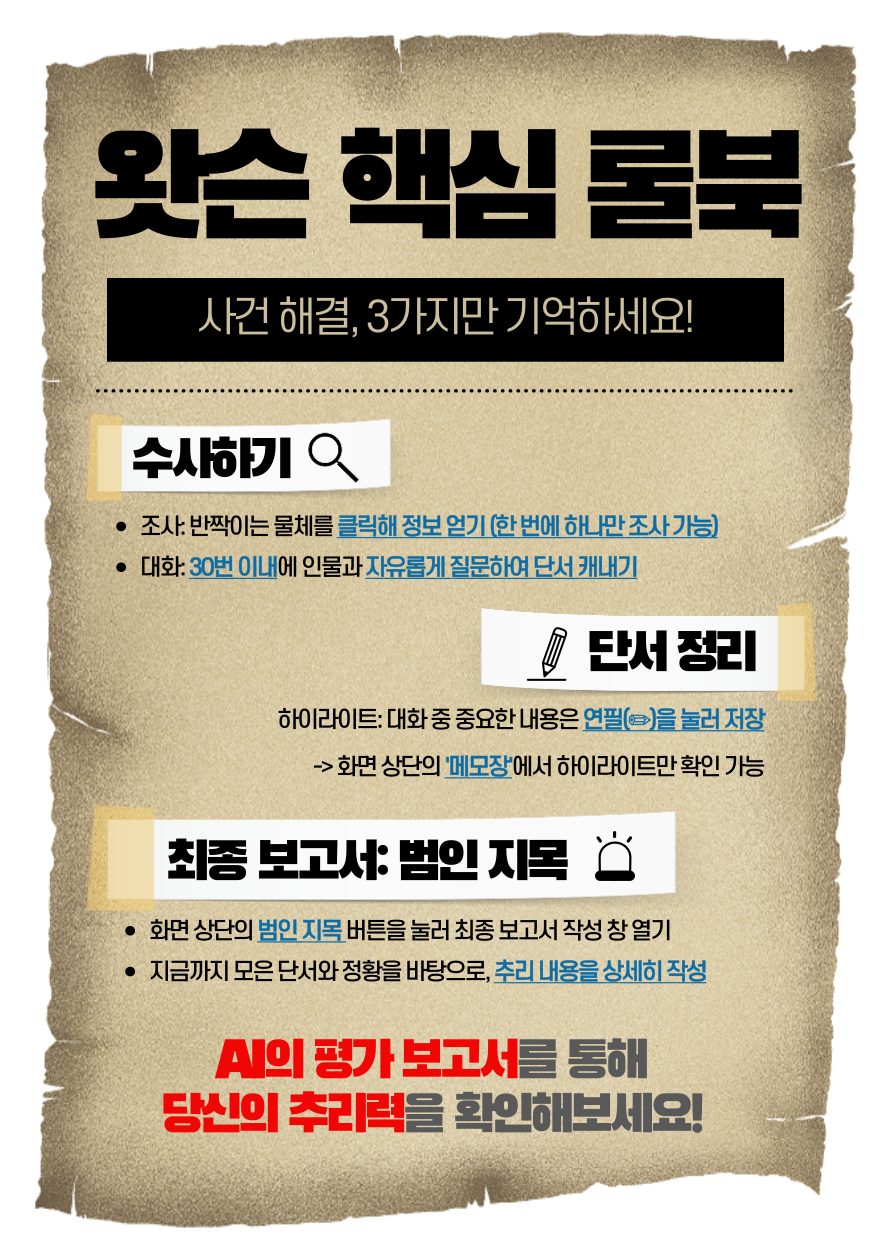 왓슨 핵심 롤북
사건 해결, 3가지만 기억하세요!
수사하기
• 조사: 반짝이는 물체를 클릭해 정보 얻기 (한 번에 하나만 조사 가능)
• 대화: 30번 이내에 인물과 자유롭게 질문하여 단서 캐내기
단서 정리
하이라이트: 대화 중 중요한 내용은 연필(✏)을 눌러 저장
-> 화면 상단의 '메모장'에서 하이라이트만 확인 가능
최종 보고서: 범인 지목
• 화면 상단의 범인 지목 버튼을 눌러 최종 보고서 작성 창 열기
• 지금까지 모은 단서와 정황을 바탕으로, 추리 내용을 상세히 작성
AI의 평가 보고서를 통해
당신의 추리력을 확인해보세요!